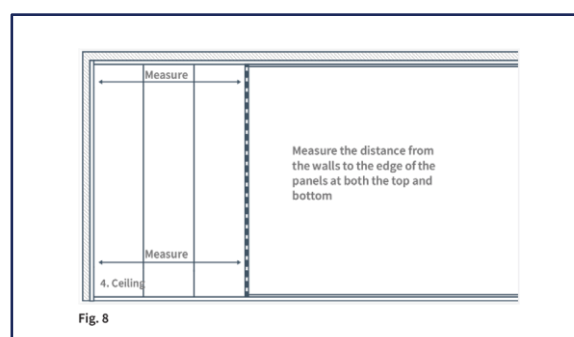 Measure
Measure the distance from
the walls to the edge of the
panels at both the top and
bottom
Measure
4. Ceiling
Fig. 8